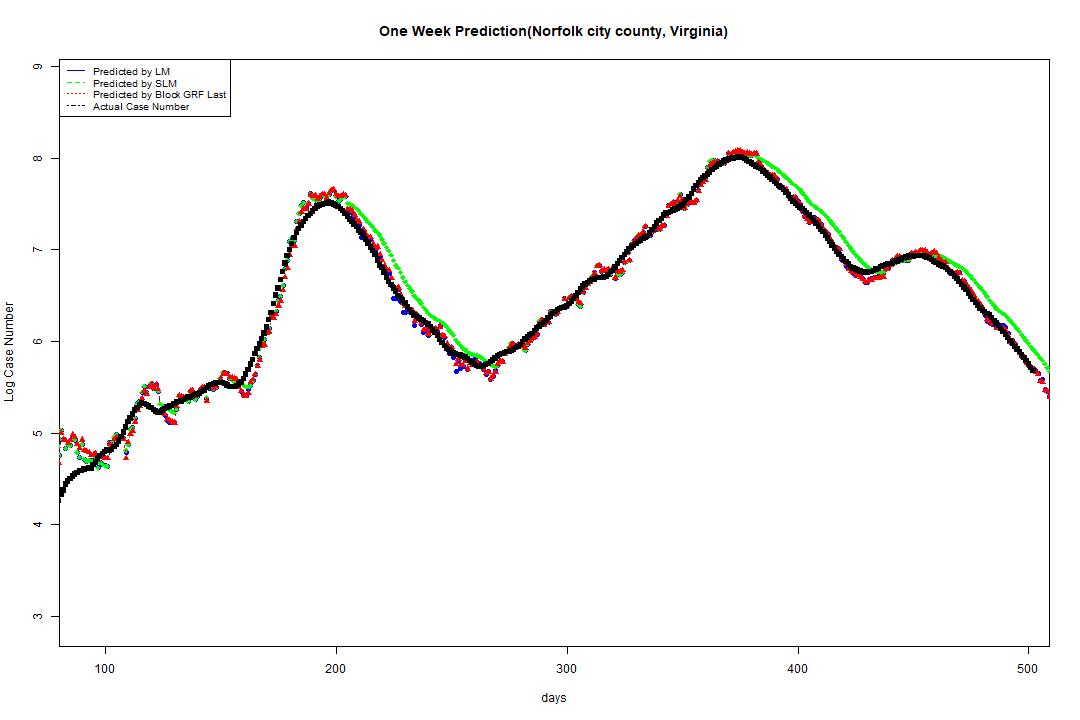 One Week Prediction(Norfolk city county, Virginia)
Predicted by LM
Predicted by SLM
Predicted by Block GRF Last
Actual Case Number
9
8
7
6
5
4
3
Log Case Number
100 200 300 400 500
days